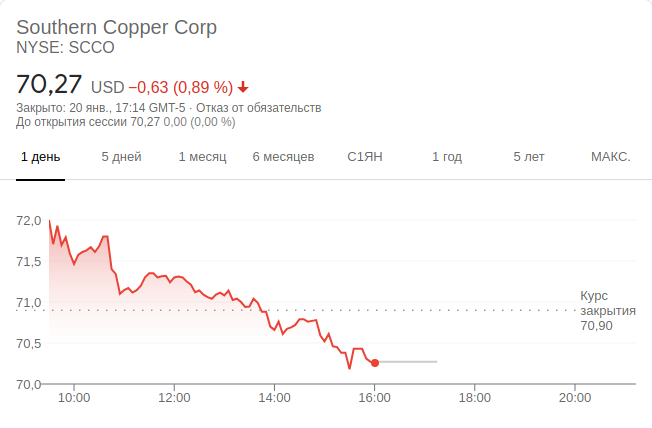 Southern Copper Corp
NYSE: SCCO
70,27 USD −0,63 (0,89 %)
Закрыто: 20 янв., 17:14 GMT-5 · Отказ от обязательств
До открытия сессии 70,27 0,00 (0,00 %)
1 день 5 дней 1 месяц 6 месяцев С1ЯН 1 год 5 лет МАКС.
72,0
71,5
71,0
70,5
70,0
Курс
закрытия
70,90
10:00 12:00 14:00 16:00 18:00 20:00